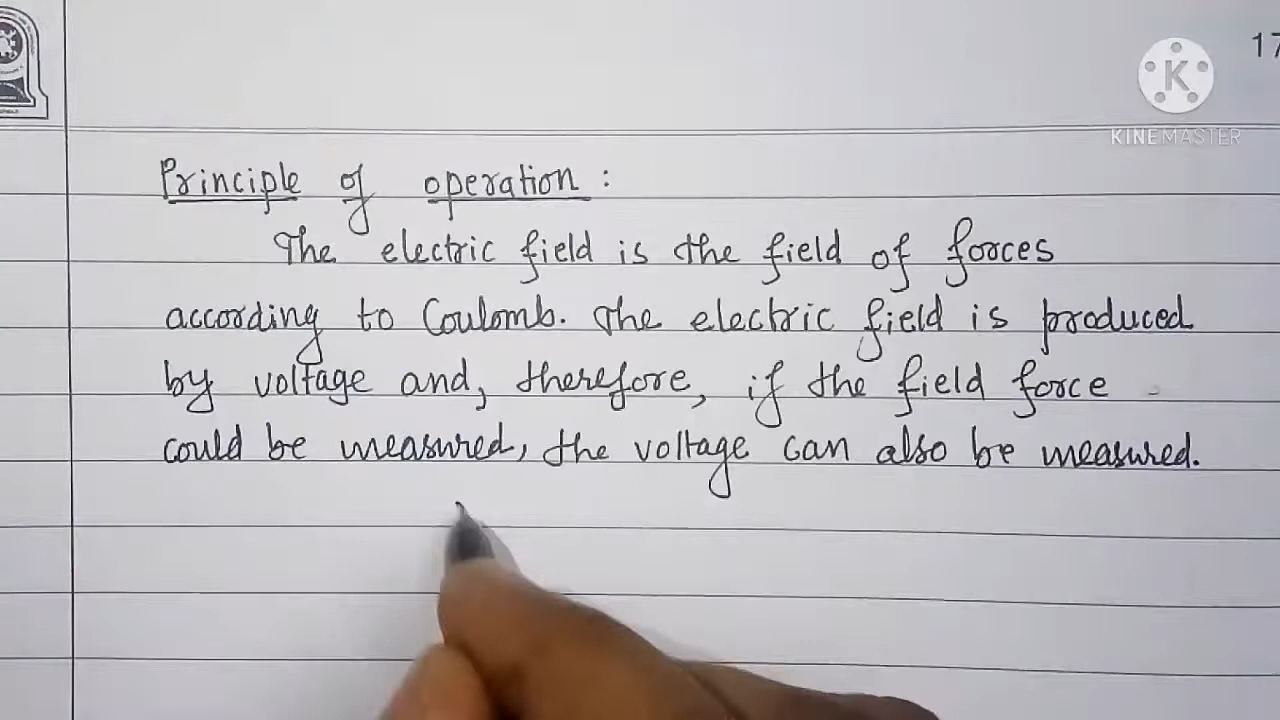 17
KINEMASTER
Principle of operation :
The electric field is the field of forces
according to Coulomb. The electric field is produced
by voltage and, therefore, if the field force
could be measured, the voltage can also be measured.